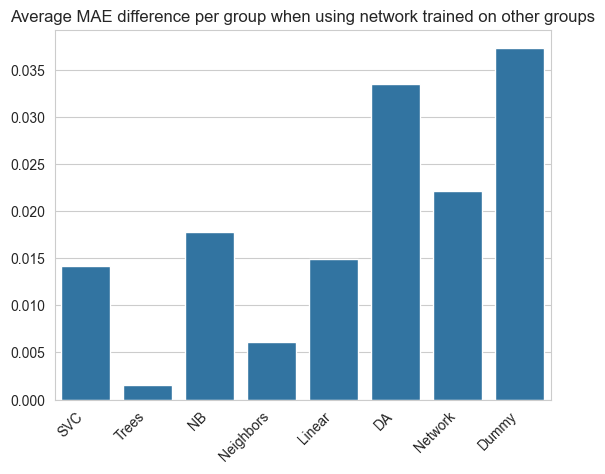 Average MAE difference per group when using network trained on other groups
0.035
0.030
0.025
0.020
0.015
0.010
0.005
0.000
SVC
Trees
NB
Neighbors
Linear
DA
Network
Dummy